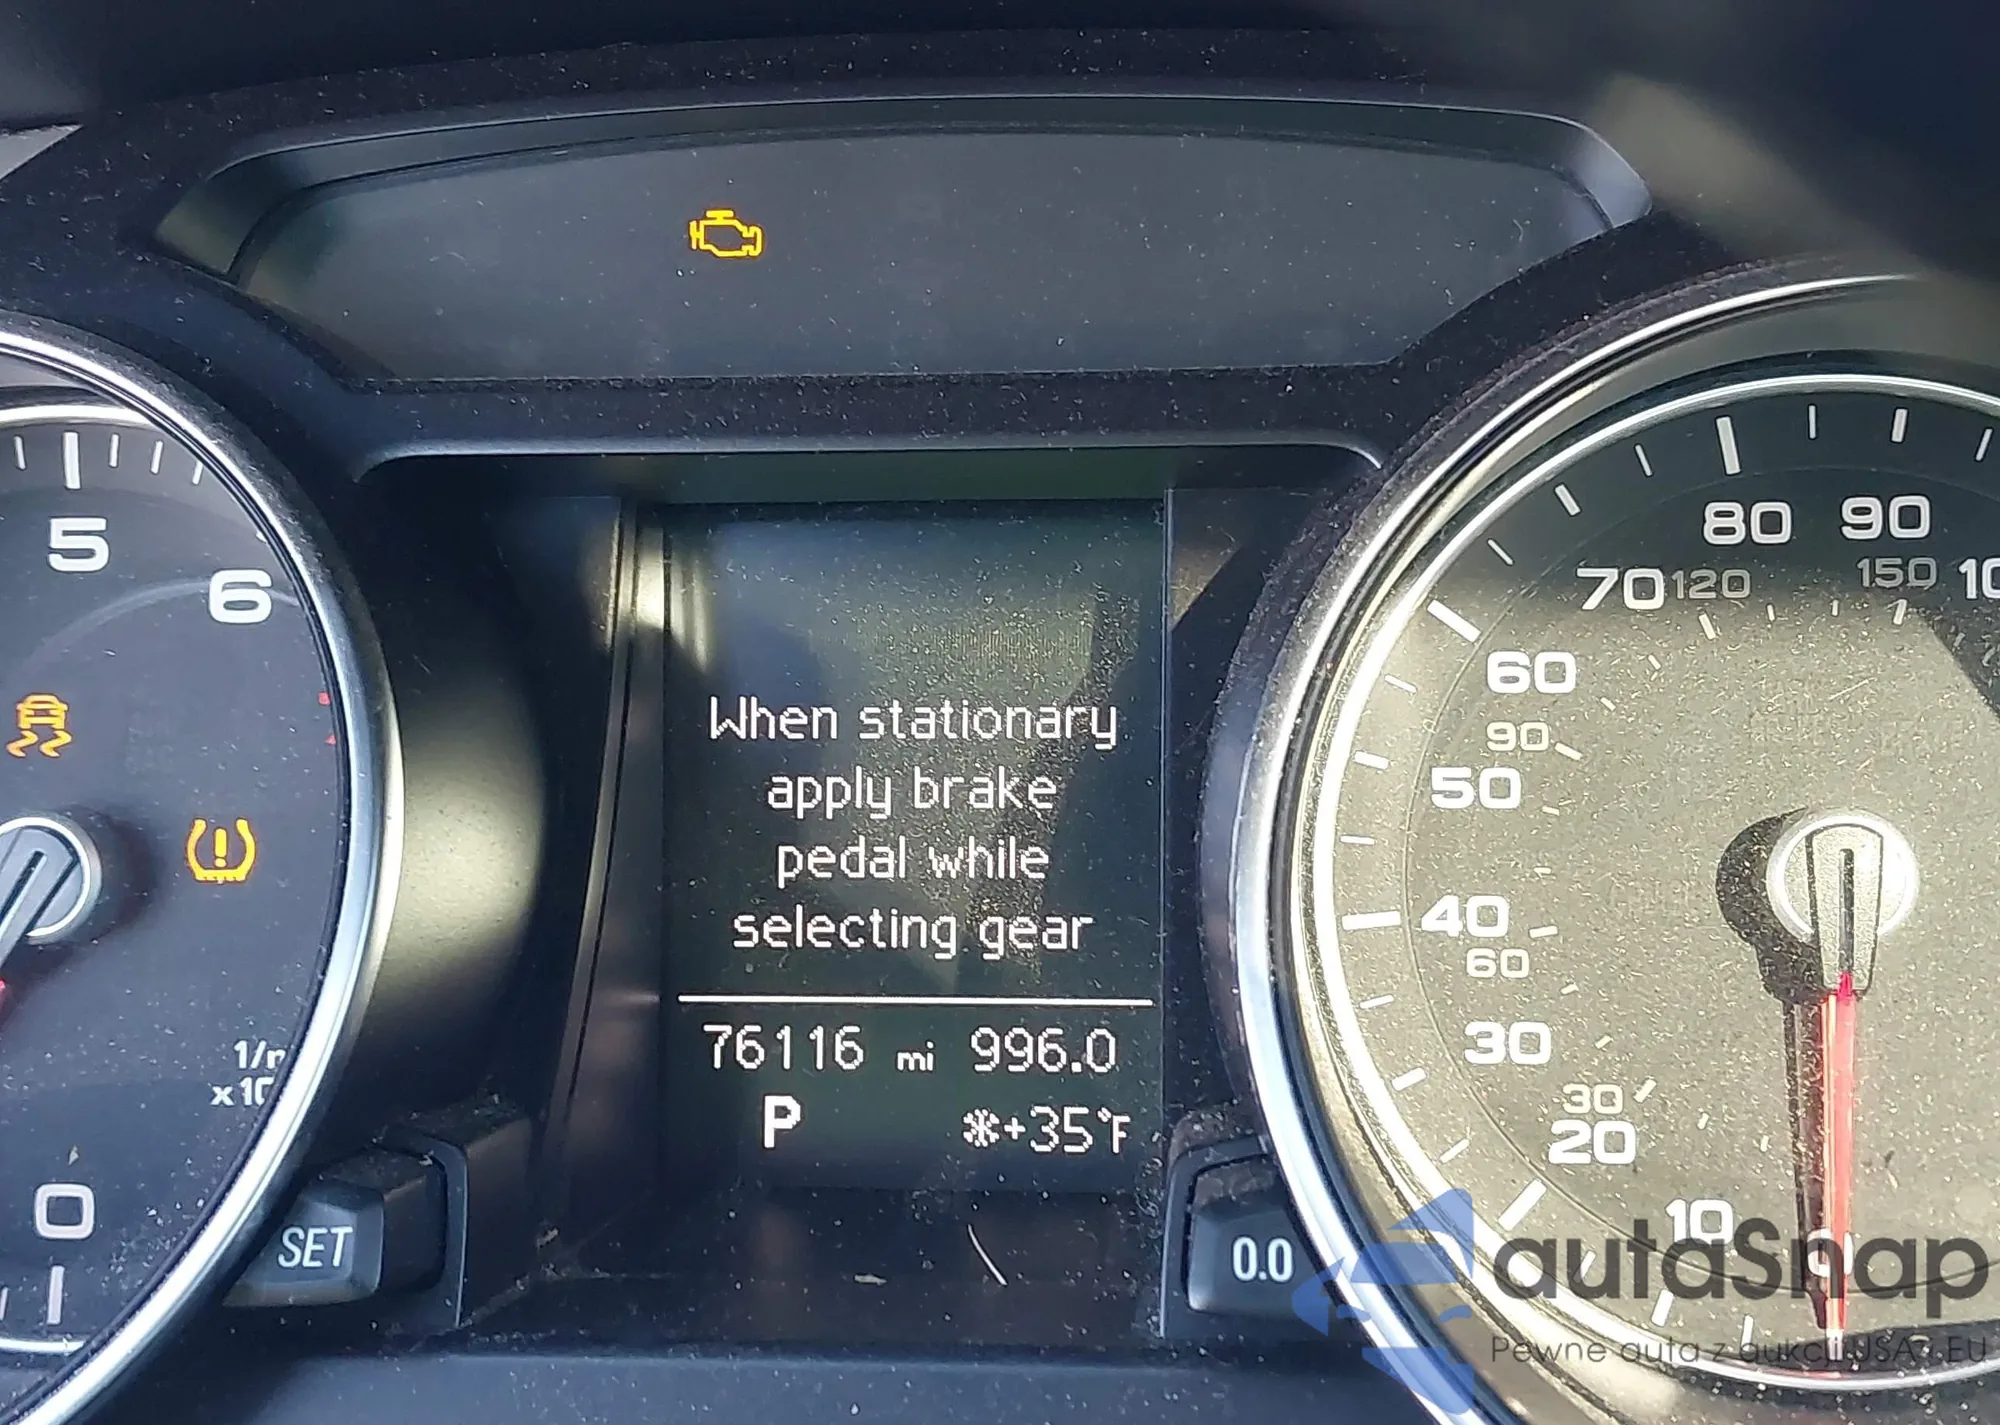 5
6
1/
x10
0
SET
When stationary
apply brake
pedal while
selecting gear
76116 mi 996.0
P ❄+35°F
0.0
80 90
70 120 150
60
90
50
40
60
30
30
20
10
autaSnap
Pewne auta z aukcji USA i EU